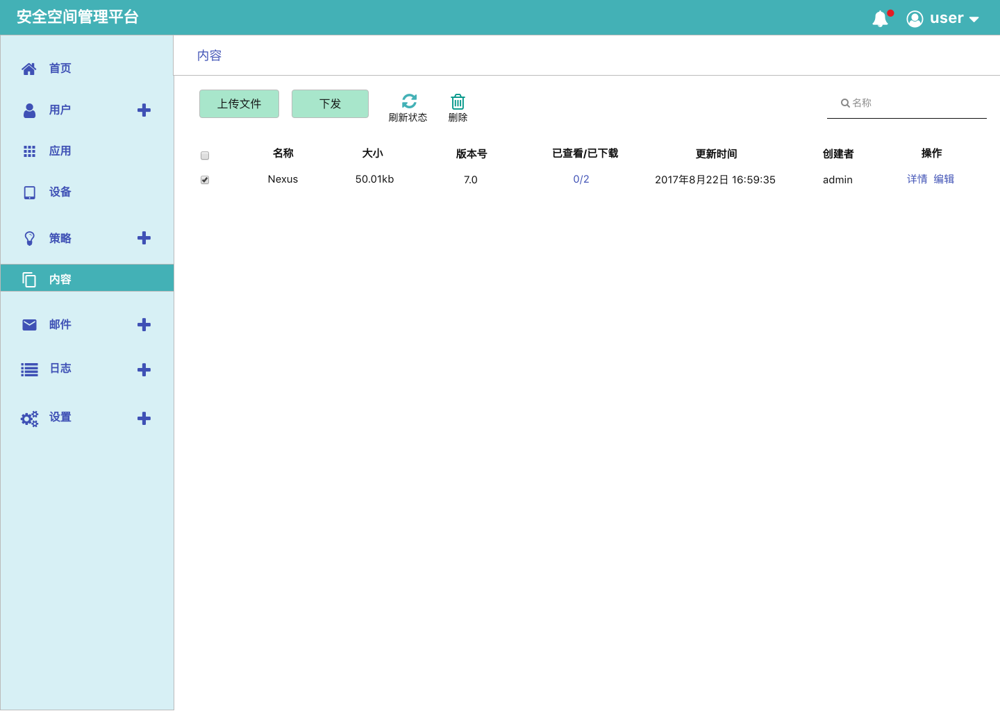 安全空间管理平台
user
首页
用户
应用
设备
策略
内容
邮件
日志
设置
内容
上传文件
下发
刷新状态
删除
名称
名称 大小 版本号 已查看/已下载 更新时间 创建者 操作
Nexus 50.01kb 7.0 0/2 2017年8月22日 16:59:35 admin 详情 编辑